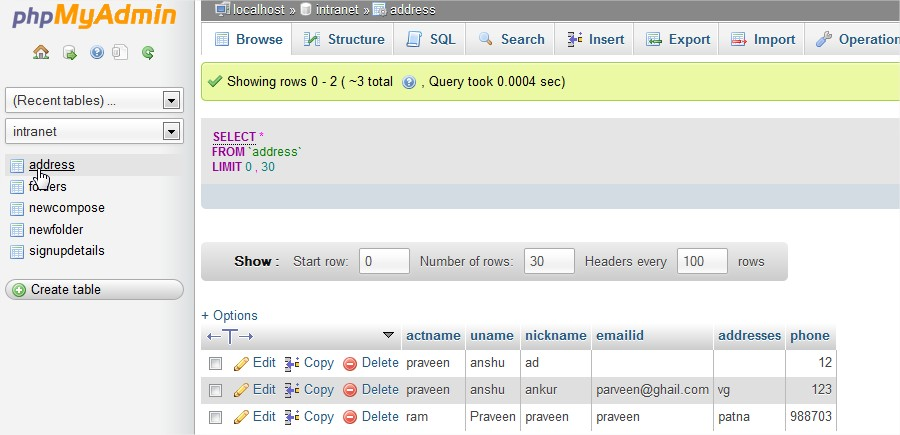 phpMyAdmin
(Recent tables) ...
intranet
address
folders
newcompose
newfolder
signupdetails
Create table
localhost » intranet » address
Browse Structure SQL Search Insert Export Import Operation
Showing rows 0 - 2 ( ~3 total , Query took 0.0004 sec)
SELECT *
FROM `address`
LIMIT 0 , 30
Show : Start row: 0 Number of rows: 30 Headers every 100 rows
+ Options
←T→ actname uname nickname emailid addresses phone
Edit Copy Delete praveen anshu ad 12
Edit Copy Delete praveen anshu ankur parveen@ghail.com vg 123
Edit Copy Delete ram Praveen praveen praveen patna 988703